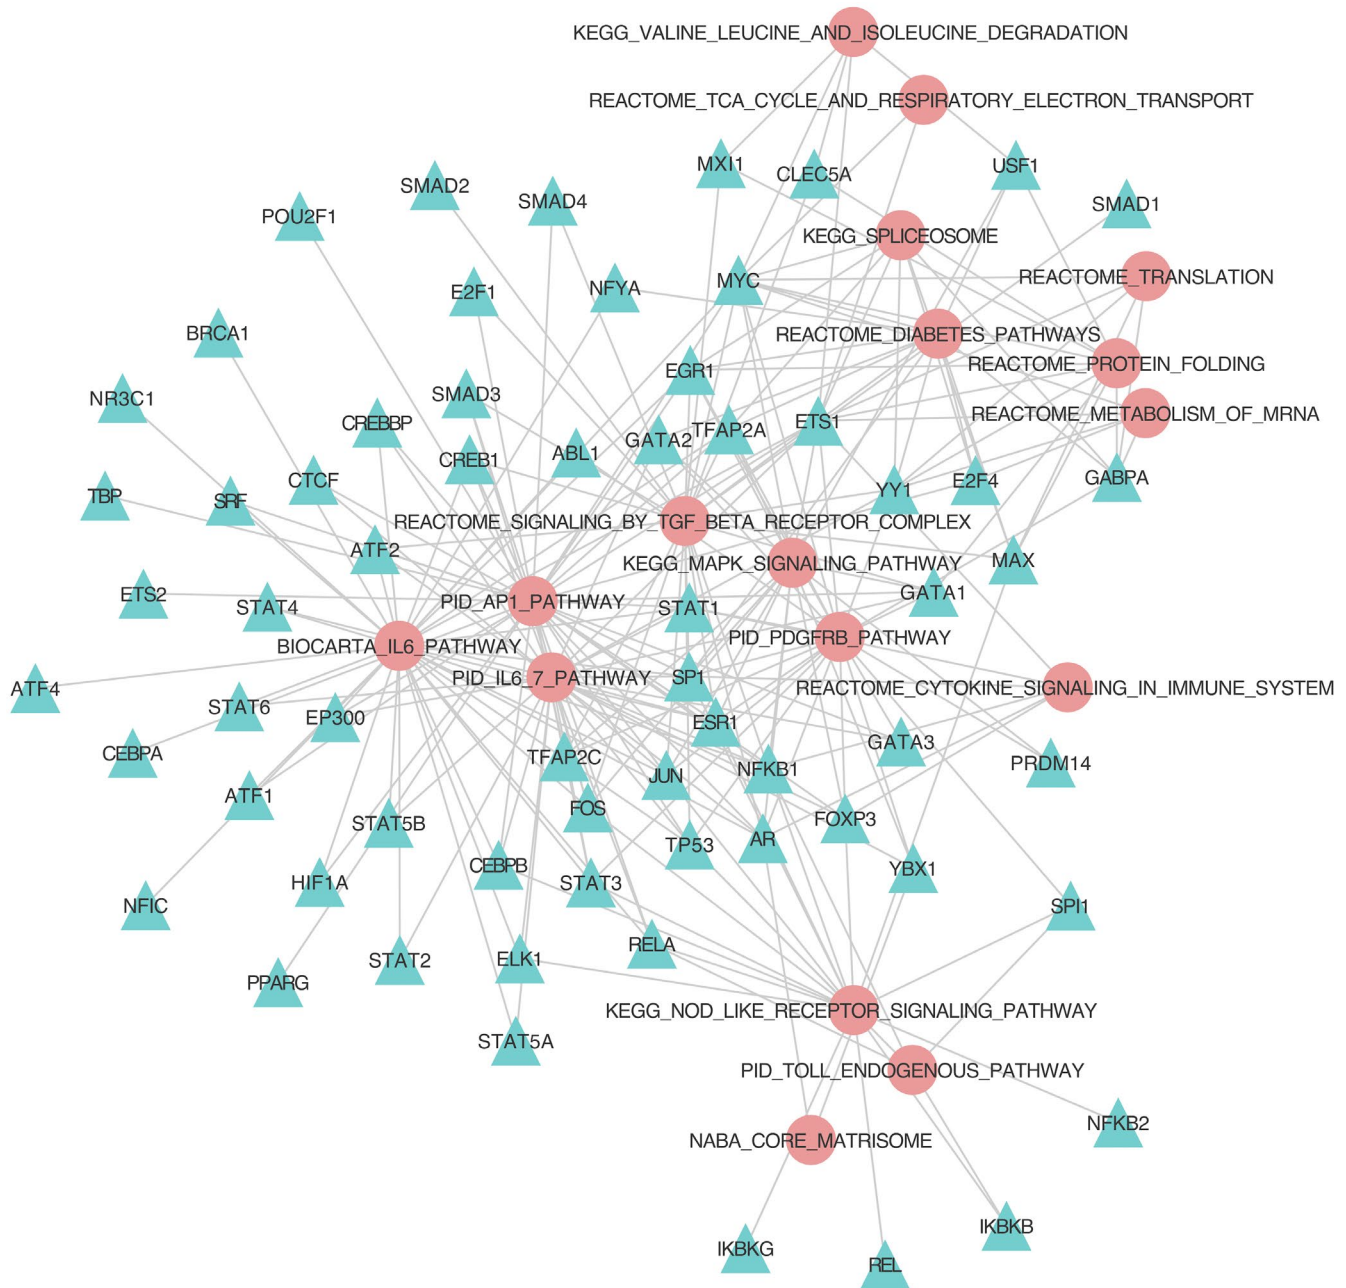 KEGG_VALINE_LEUCINE_AND_ISOLEUCINE_DEGRADATION
REACTOME_TCA_CYCLE_AND_RESPIRATORY_ELECTRON_TRANSPORT
MXI1
CLEC5A
USF1
SMAD2
SMAD4
SMAD1
POU2F1
KEGG_SPLICEOSOME
REACTOME_TRANSLATION
E2F1
NFYA
MYC
BRCA1
REACTOME_DIABETES_PATHWAYS
REACTOME_PROTEIN_FOLDING
EGR1
NR3C1
SMAD3
REACTOME_METABOLISM_OF_MRNA
CREBBP
GATA2
TFAP2A
ETS1
CREB1
ABL1
TBP
SRF
CTCF
YY1
E2F4
GABPA
REACTOME_SIGNALING_BY_TGF_BETA_RECEPTOR_COMPLEX
ATF2
KEGG_MAPK_SIGNALING_PATHWAY
MAX
ETS2
STAT4
PID_AP1_PATHWAY
STAT1
GATA1
BIOCARTA_IL6_PATHWAY
PID_PDGFRB_PATHWAY
ATF4
PID_IL6_7_PATHWAY
SP1
REACTOME_CYTOKINE_SIGNALING_IN_IMMUNE_SYSTEM
STAT6
EP300
ESR1
CEBPA
TFAP2C
JUN
NFKB1
GATA3
PRDM14
ATF1
STAT5B
FOS
TP53
AR
FOXP3
NFIC
HIF1A
CEBPB
STAT3
YBX1
SPI1
PPARG
STAT2
ELK1
RELA
KEGG_NOD_LIKE_RECEPTOR_SIGNALING_PATHWAY
STAT5A
PID_TOLL_ENDOGENOUS_PATHWAY
NABA_CORE_MATRISOME
NFKB2
IKBKG
REL
IKBKB